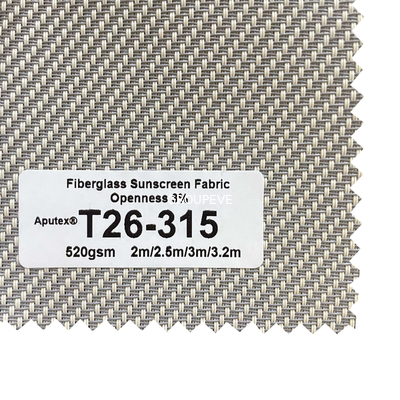 Fiberglass Sunscreen Fabric
Openness 3%
Aputex® T26-315
520gsm 2m/2.5m/3m/3.2m